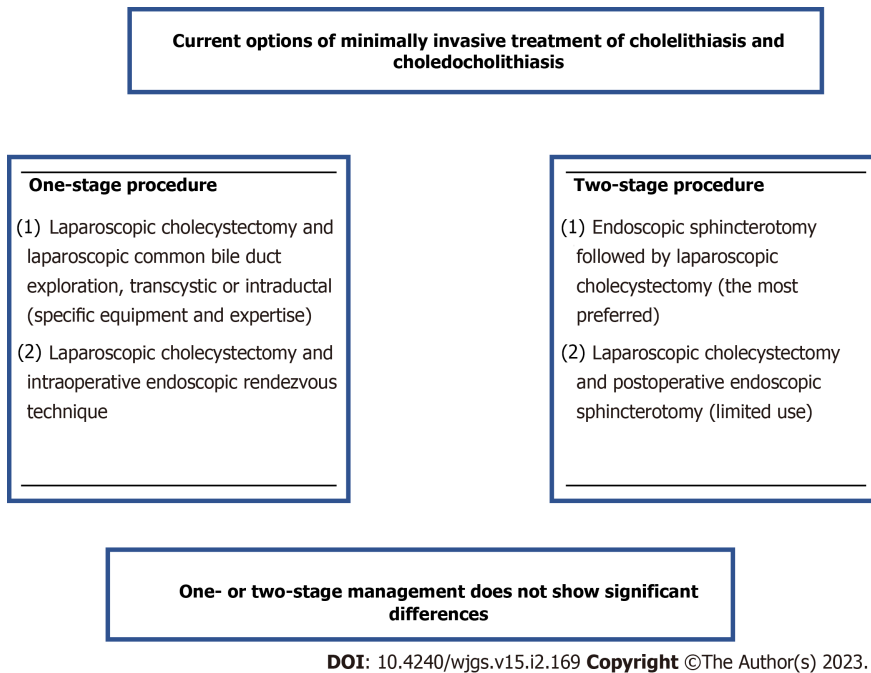 Current options of minimally invasive treatment of cholelithiasis and
choledocholithiasis
One-stage procedure
(1) Laparoscopic cholecystectomy and
laparoscopic common bile duct
exploration, transcystic or intraductal
(specific equipment and expertise)
(2) Laparoscopic cholecystectomy and
intraoperative endoscopic rendezvous
technique
Two-stage procedure
(1) Endoscopic sphincterotomy
followed by laparoscopic
cholecystectomy (the most
preferred)
(2) Laparoscopic cholecystectomy
and postoperative endoscopic
sphincterotomy (limited use)
One- or two-stage management does not show significant
differences
DOI: 10.4240/wjgs.v15.i2.169 Copyright ©The Author(s) 2023.